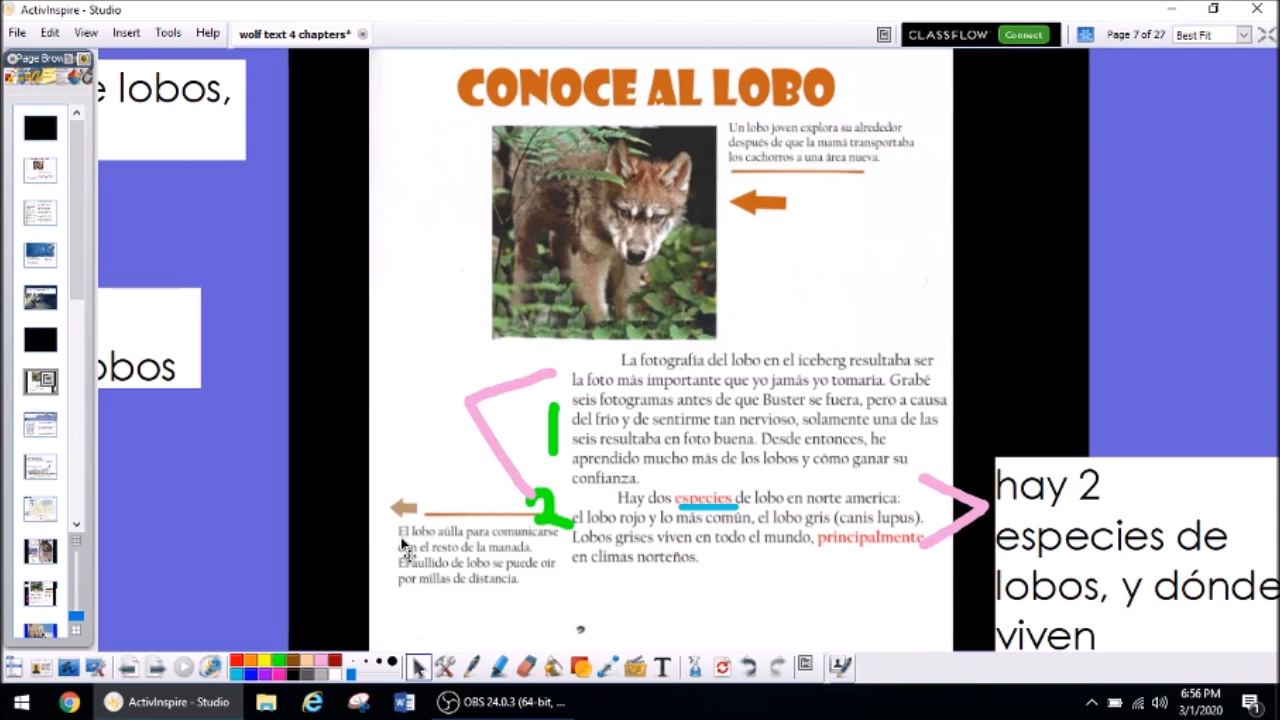 ActivInspire - Studio
File Edit View Insert Tools Help
wolf text 4 chapters*
CLASSFLOW Connect
Page 7 of 27
Best Fit
Page Brow
lobos,
obos
CONOCE AL LOBO
Un lobo joven explora su alrededor
después de que la mamá transportaba
los cachorros a una área nueva.
La fotografía del lobo en el iceberg resultaba ser
la foto más importante que yo jamás yo tomaría. Grabé
seis fotogramas antes de que Buster se fuera, pero a causa
del frío y de sentirme tan nervioso, solamente una de las
seis resultaba en foto buena. Desde entonces, he
aprendido mucho más de los lobos y cómo ganar su
confianza.
Hay dos especies de lobo en norte america:
el lobo rojo y lo más común, el lobo gris (canis lupus).
Lobos grises viven en todo el mundo, principalmente
en climas norteños.
1
2
El lobo aúlla para comunicarse
con el resto de la manada.
El aullido de lobo se puede oír
por millas de distancia.
hay 2
especies de
lobos, y dónde
viven
ActivInspire - Studio
OBS 24.0.3 (64-bit, ...
6:56 PM
3/1/2020